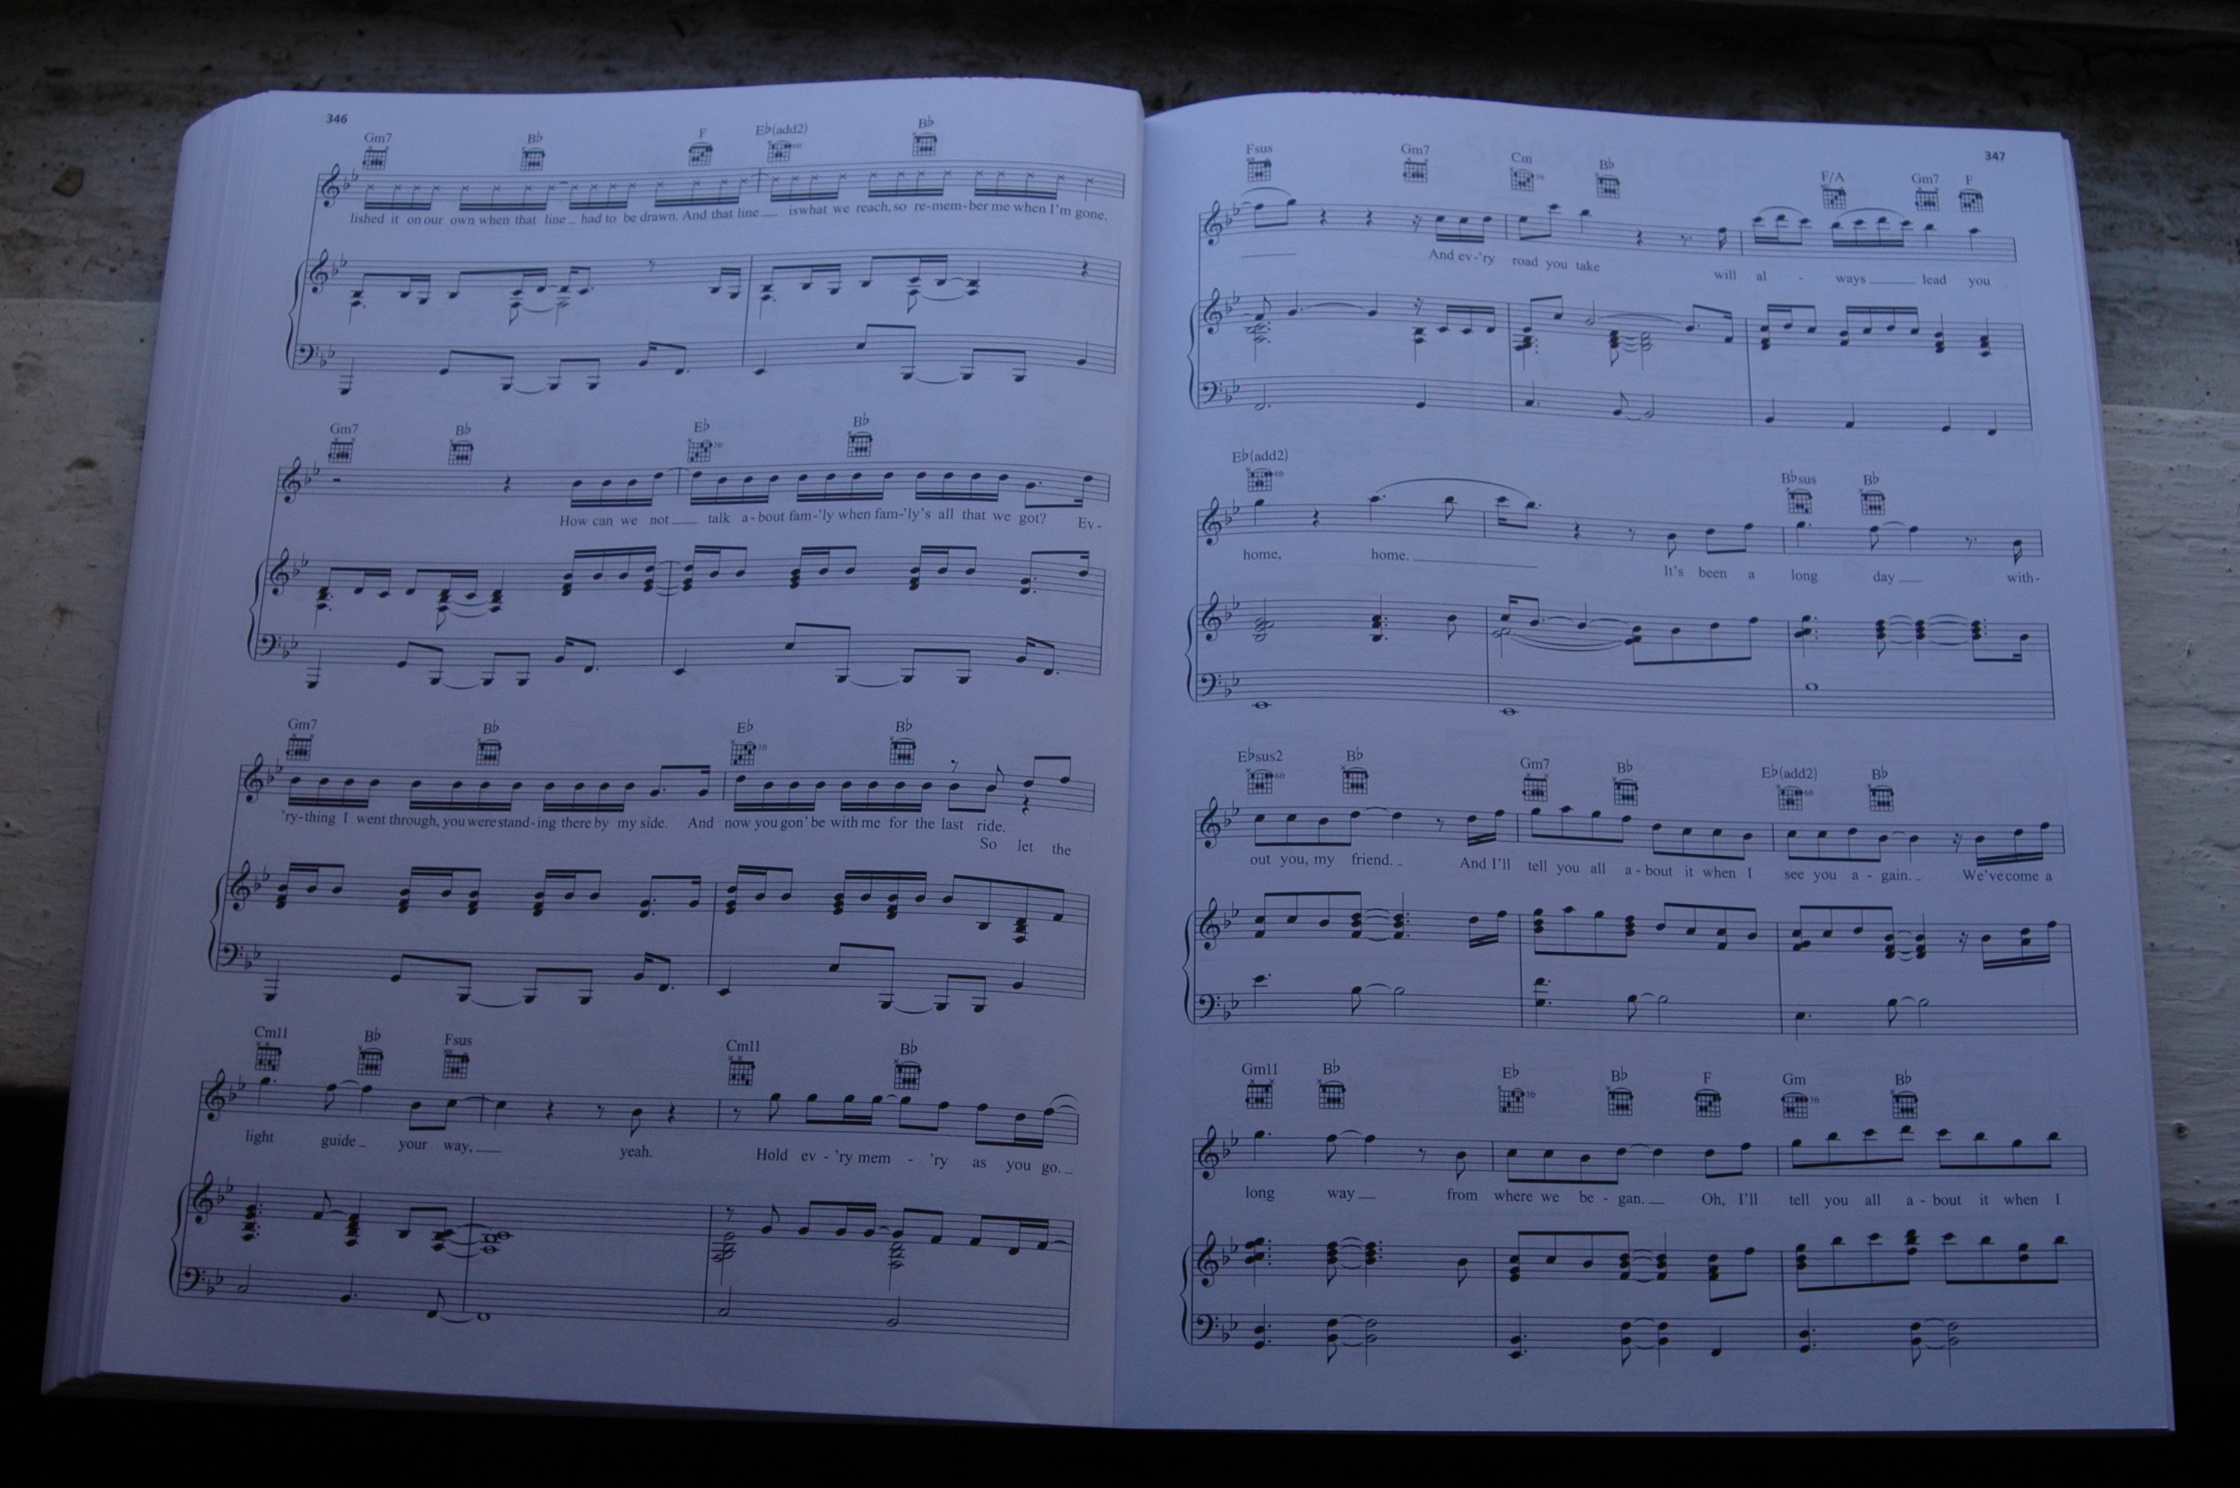 346
Gm7 B♭ F E♭(add2) B♭
lished it on our own when that line had to be drawn. And that line is what we reach, so re-mem-ber me when I'm gone.
Gm7 B♭ E♭ 3fr B♭
How can we not talk a-bout fam-'ly when fam-'ly's all that we got? Ev-
Gm7 B♭ E♭ 3fr B♭
'ry-thing I went through, you were stand-ing there by my side. And now you gon' be with me for the last ride.
So let the
Cm11 B♭ Fsus Cm11 B♭
light guide your way, yeah. Hold ev-'ry mem-'ry as you go.
347
Fsus Gm7 Cm 3fr B♭ F/A Gm7 F
And ev-'ry road you take will al-ways lead you
E♭(add2) 6fr B♭sus B♭
home, home. It's been a long day with-
E♭sus2 6fr B♭ Gm7 B♭ E♭(add2) 6fr B♭
out you, my friend. And I'll tell you all a-bout it when I see you a-gain. We've come a
Gm11 B♭ E♭ 3fr B♭ F Gm 3fr B♭
long way from where we be-gan. Oh, I'll tell you all a-bout it when I